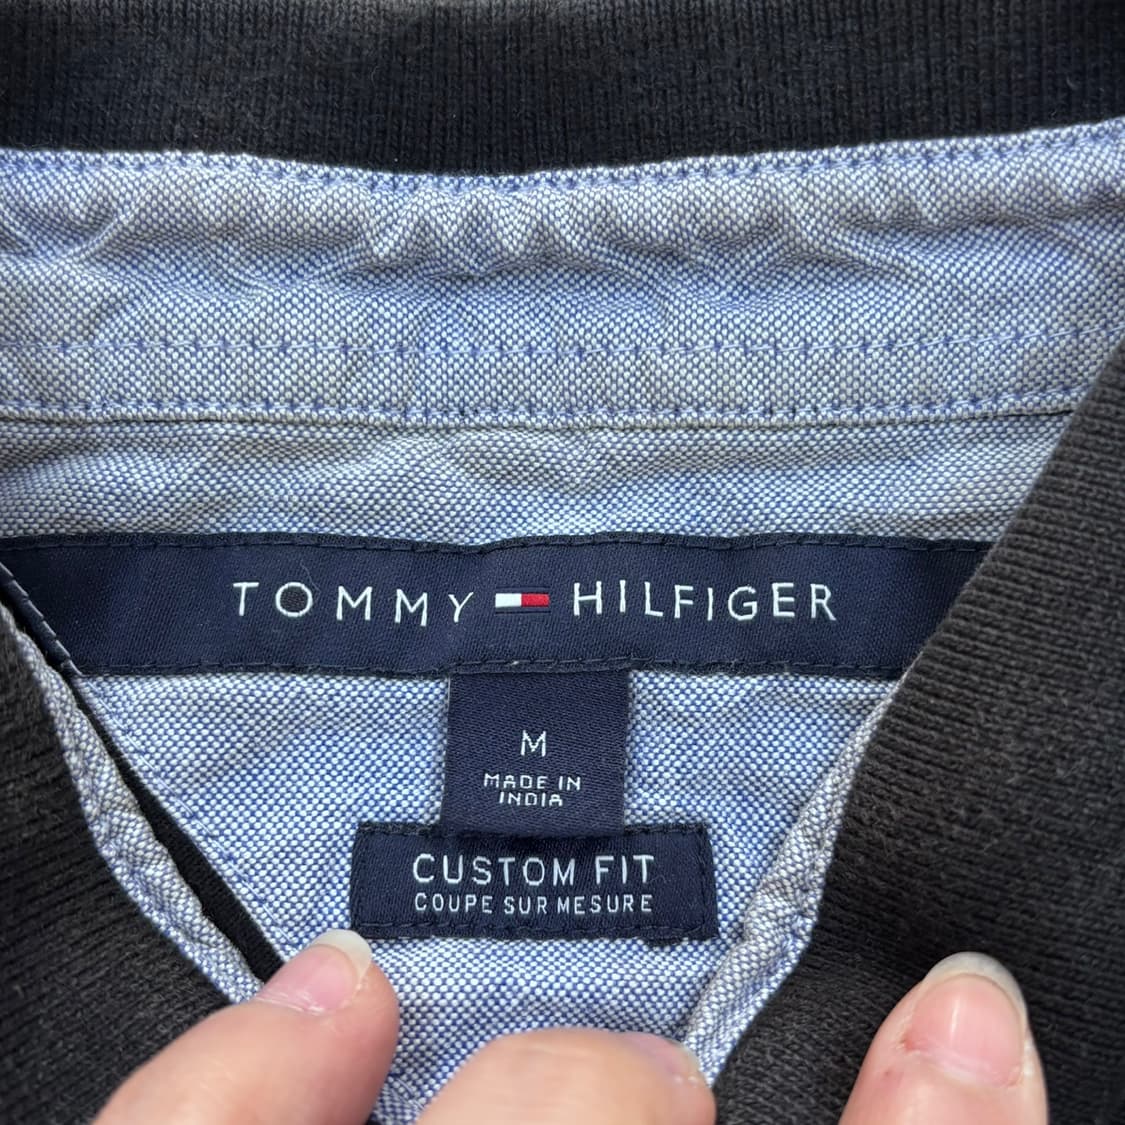 TOMMY HILFIGER
M
MADE IN
INDIA
CUSTOM FIT
COUPE SUR MESURE